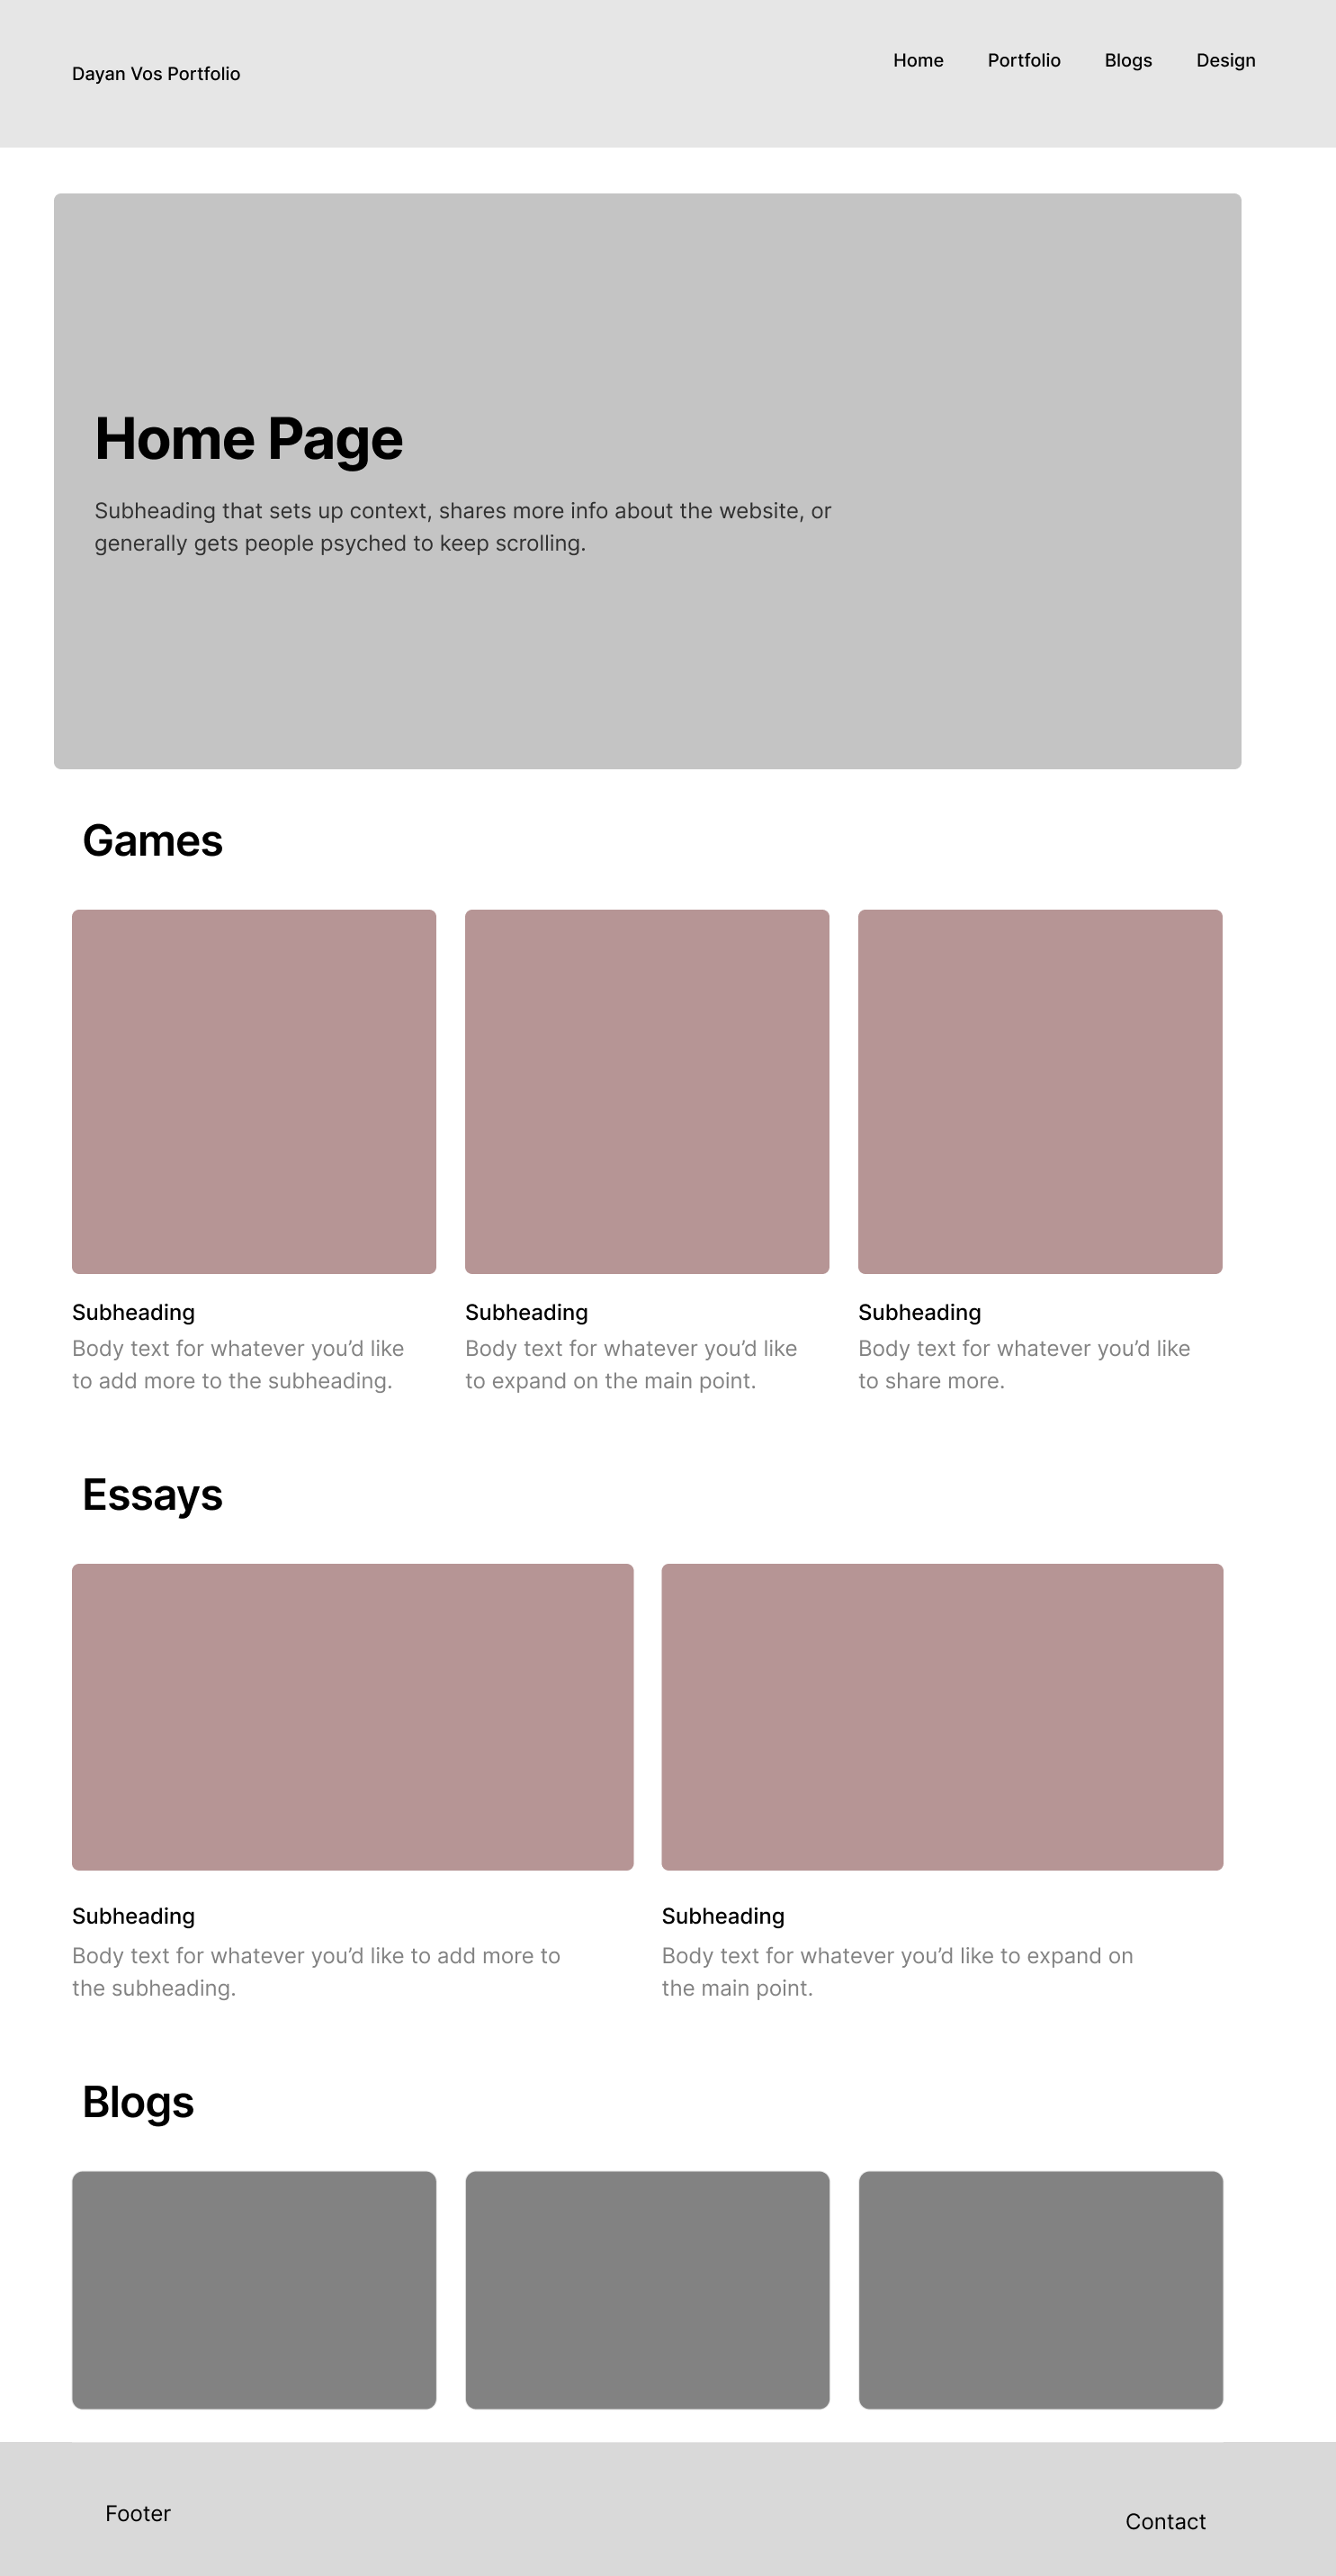 Dayan Vos Portfolio
Home Portfolio Blogs Design
Home Page
Subheading that sets up context, shares more info about the website, or
generally gets people psyched to keep scrolling.
Games
Subheading
Body text for whatever you’d like
to add more to the subheading.
Subheading
Body text for whatever you’d like
to expand on the main point.
Subheading
Body text for whatever you’d like
to share more.
Essays
Subheading
Body text for whatever you’d like to add more to
the subheading.
Subheading
Body text for whatever you’d like to expand on
the main point.
Blogs
Footer
Contact